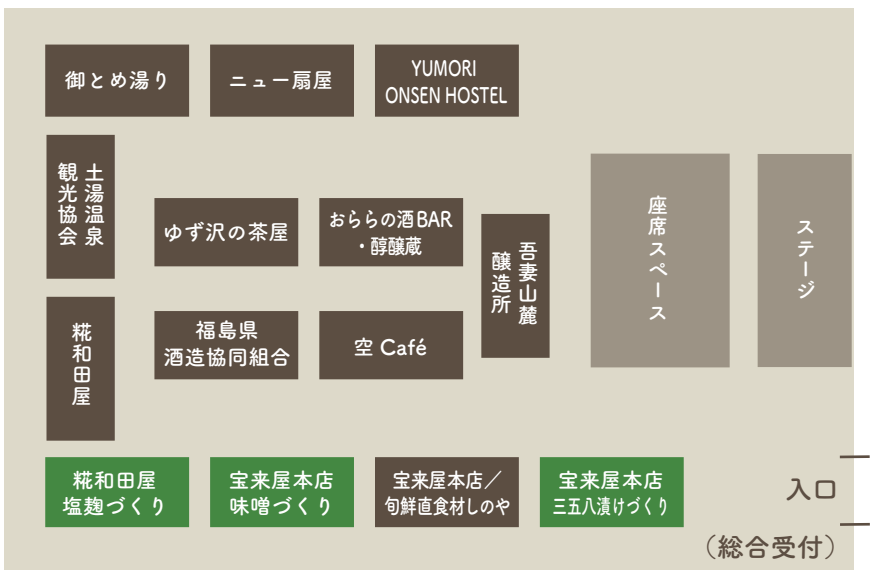 御とめ湯り
ニュー扇屋
YUMORI
ONSEN HOSTEL
土湯温泉
観光協会
ゆず沢の茶屋
おららの酒BAR
・醇醸蔵
吾妻山麓
醸造所
座席スペース
ステージ
糀和田屋
福島県
酒造協同組合
空 Café
糀和田屋
塩麹づくり
宝来屋本店
味噌づくり
宝来屋本店／
旬鮮直食材しのや
宝来屋本店
三五八漬けづくり
入口
（総合受付）